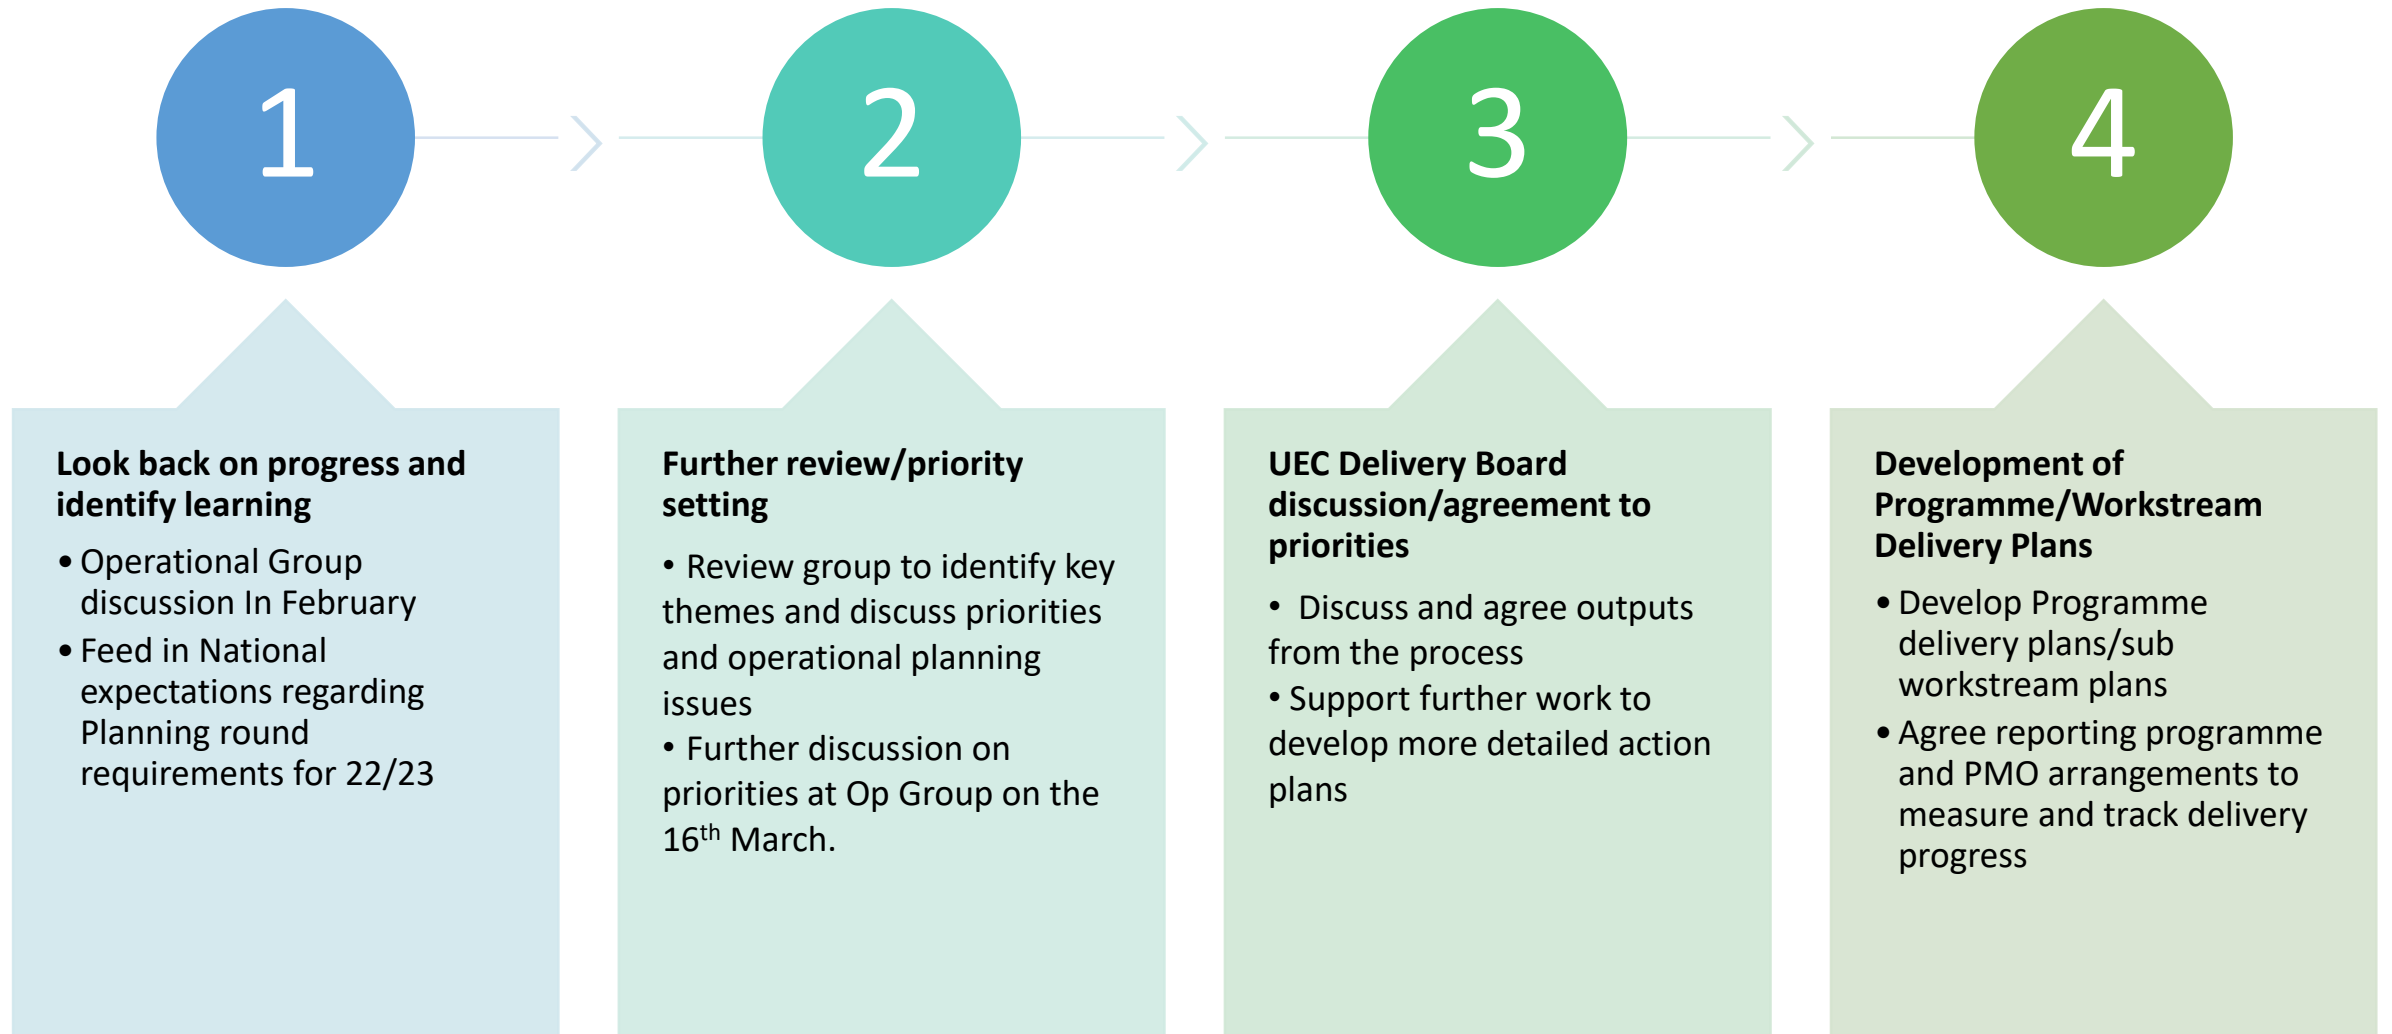 1
Look back on progress and
identify learning
• Operational Group
discussion In February
• Feed in National
expectations regarding
Planning round
requirements for 22/23
2
Further review/priority
setting
• Review group to identify key
themes and discuss priorities
and operational planning
issues
• Further discussion on
priorities at Op Group on the
16th March.
3
UEC Delivery Board
discussion/agreement to
priorities
• Discuss and agree outputs
from the process
• Support further work to
develop more detailed action
plans
4
Development of
Programme/Workstream
Delivery Plans
• Develop Programme
delivery plans/sub
workstream plans
• Agree reporting programme
and PMO arrangements to
measure and track delivery
progress